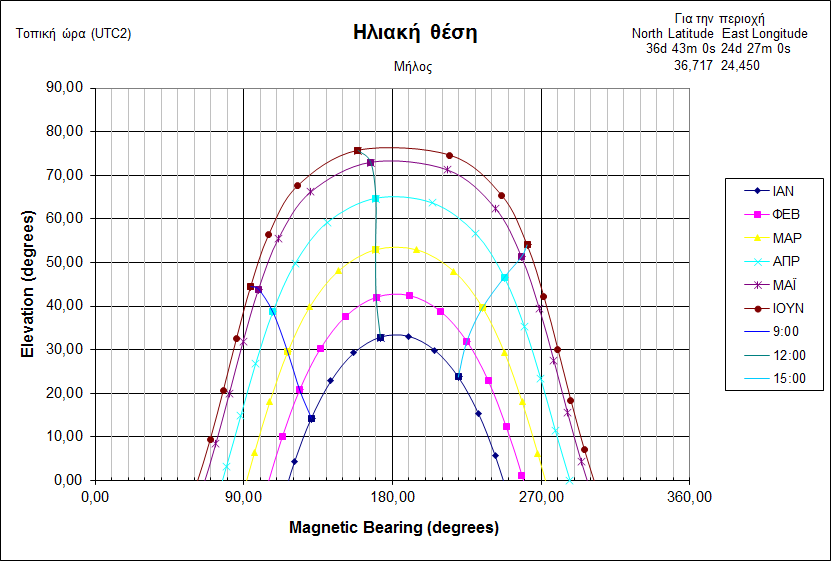 Τοπική ώρα (UTC2)
Ηλιακή θέση
Μήλος
Για την περιοχή
North Latitude East Longitude
36d 43m 0s 24d 27m 0s
36,717 24,450
90,00
80,00
70,00
60,00
50,00
40,00
30,00
20,00
10,00
0,00
Elevation (degrees)
0,00 90,00 180,00 270,00 360,00
Magnetic Bearing (degrees)
ΙΑΝ
ΦΕΒ
ΜΑΡ
ΑΠΡ
ΜΑΪ
ΙΟΥΝ
9:00
12:00
15:00